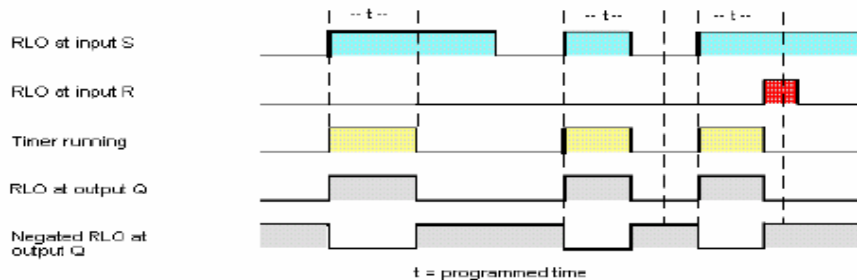 -- t --
-- t --
-- t --
RLO at input S
RLO at input R
Timer running
RLO at output Q
Negated RLO at
output Q
t = programmed time